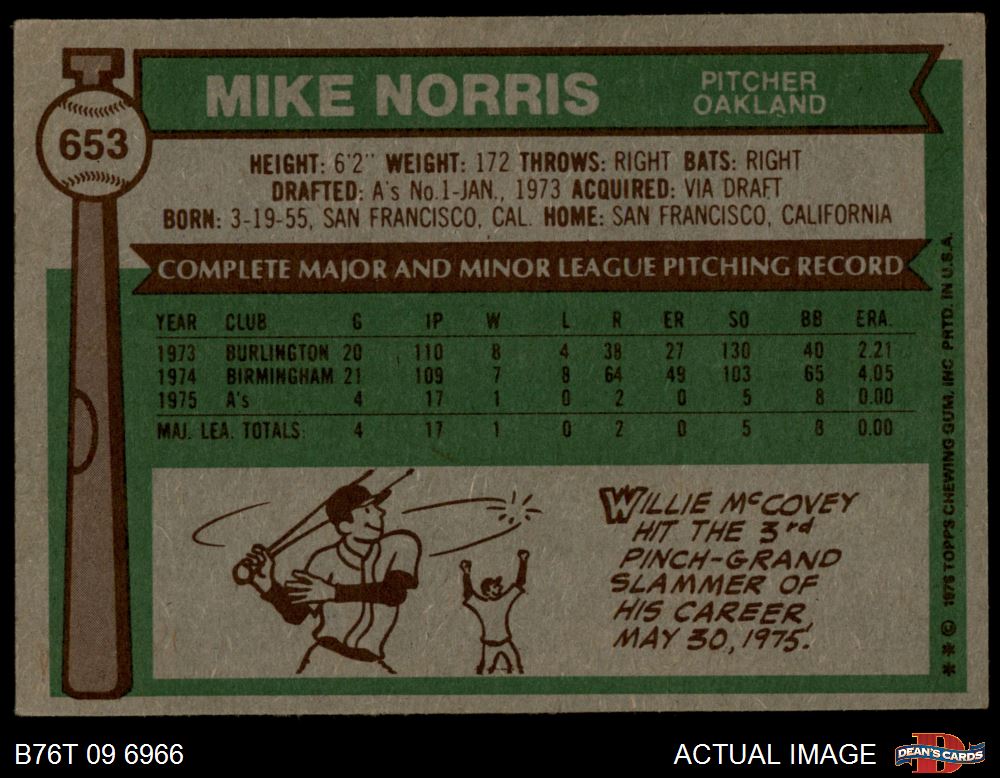 653
MIKE NORRIS
PITCHER
OAKLAND
HEIGHT: 6'2" WEIGHT: 172 THROWS: RIGHT BATS: RIGHT
DRAFTED: A's No.1-JAN., 1973 ACQUIRED: VIA DRAFT
BORN: 3-19-55, SAN FRANCISCO, CAL. HOME: SAN FRANCISCO, CALIFORNIA
COMPLETE MAJOR AND MINOR LEAGUE PITCHING RECORD
YEAR CLUB G IP W L R ER SO BB ERA.
1973 BURLINGTON 20 110 8 4 38 27 130 40 2.21
1974 BIRMINGHAM 21 109 7 8 64 49 103 65 4.05
1975 A's 4 17 1 0 2 0 5 8 0.00
MAJ. LEA. TOTALS 4 17 1 0 2 0 5 8 0.00
WILLIE McCOVEY
HIT THE 3rd
PINCH-GRAND
SLAMMER OF
HIS CAREER,
MAY 30, 1975.
** © 1976 TOPPS CHEWING GUM, INC. PRTD. IN U.S.A.
B76T 09 6966
ACTUAL IMAGE
DEAN'S CARDS